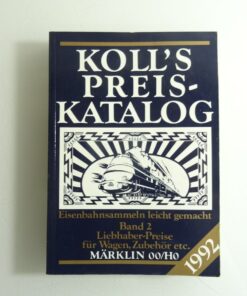 KOLL'S
PREIS-
KATALOG
Eisenbahnsammeln leicht gemacht
Band 2
Liebhaber-Preise
für Wagen, Zubehör etc.
MÄRKLIN 00/H0
1992